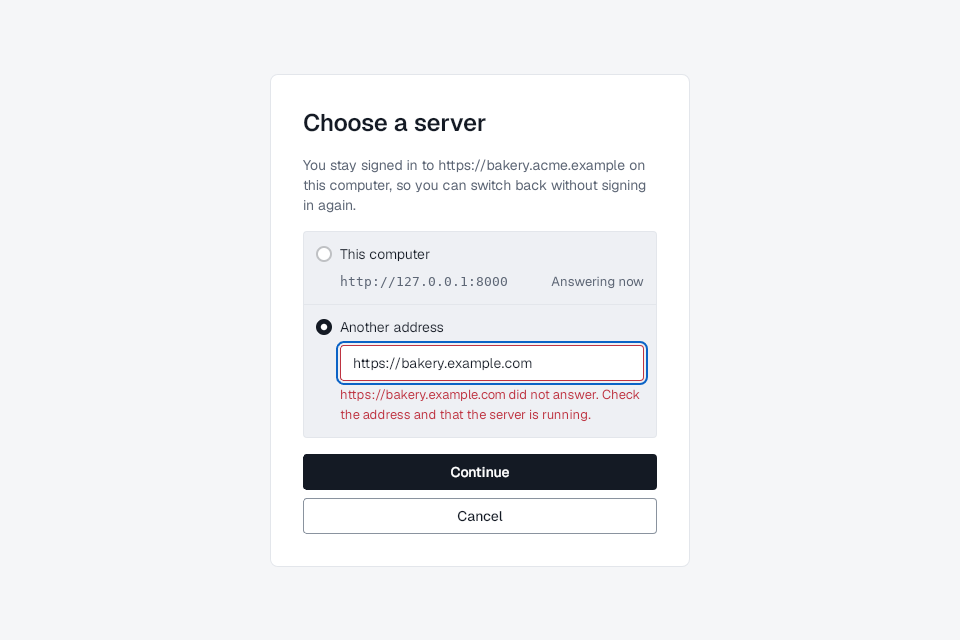 Choose a server
You stay signed in to https://bakery.acme.example on
this computer, so you can switch back without signing
in again.
This computer
http://127.0.0.1:8000 Answering now
Another address
https://bakery.example.com
https://bakery.example.com did not answer. Check
the address and that the server is running.
Continue
Cancel